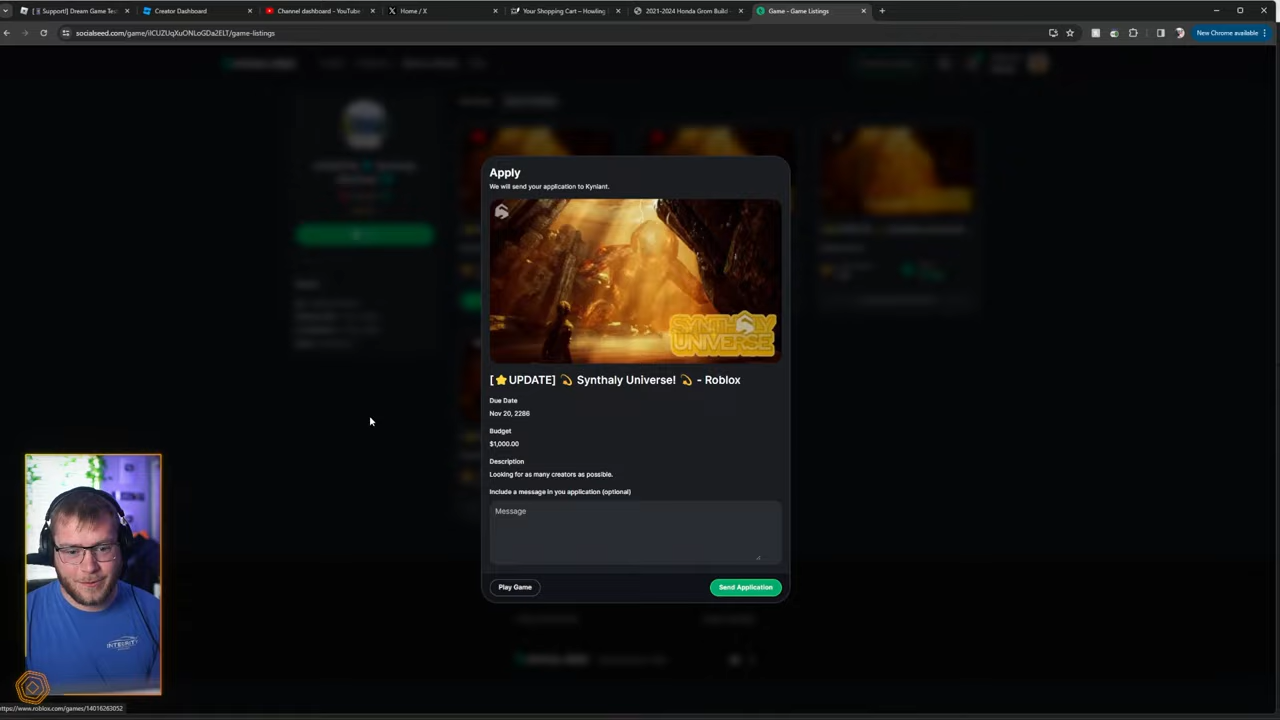 [ ] Support!] Dream Game Tes
Creator Dashboard
Channel dashboard - YouTube
Home / X
Your Shopping Cart – Howling
2021-2024 Honda Grom Build
Game - Game Listings
socialseed.com/game/ilCUZUqXuONLoGDa2ELT/game-listings
New Chrome available
Apply
We will send your application to Kyniant.
SYNTHALY
UNIVERSE
[⭐UPDATE] 💫 Synthaly Universe! 💫 - Roblox
Due Date
Nov 20, 2286
Budget
$1,000.00
Description
Looking for as many creators as possible.
Include a message in you application (optional)
Message
Play Game
Send Application
INTEGRITY
https://www.roblox.com/games/14016263052